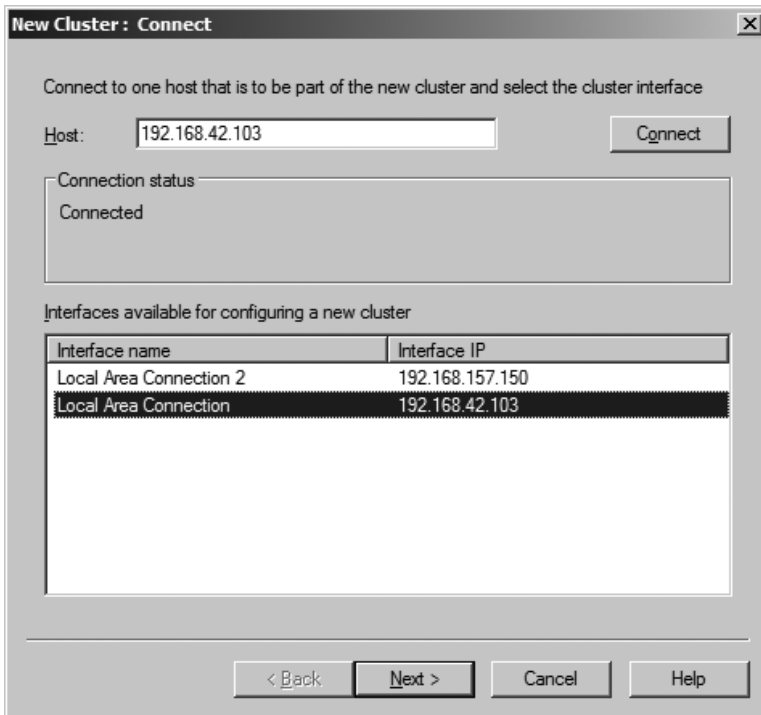 New Cluster : Connect
Connect to one host that is to be part of the new cluster and select the cluster interface
Host: 192.168.42.103 Connect
Connection status
Connected
Interfaces available for configuring a new cluster
Interface name Interface IP
Local Area Connection 2 192.168.157.150
Local Area Connection 192.168.42.103
< Back Next > Cancel Help